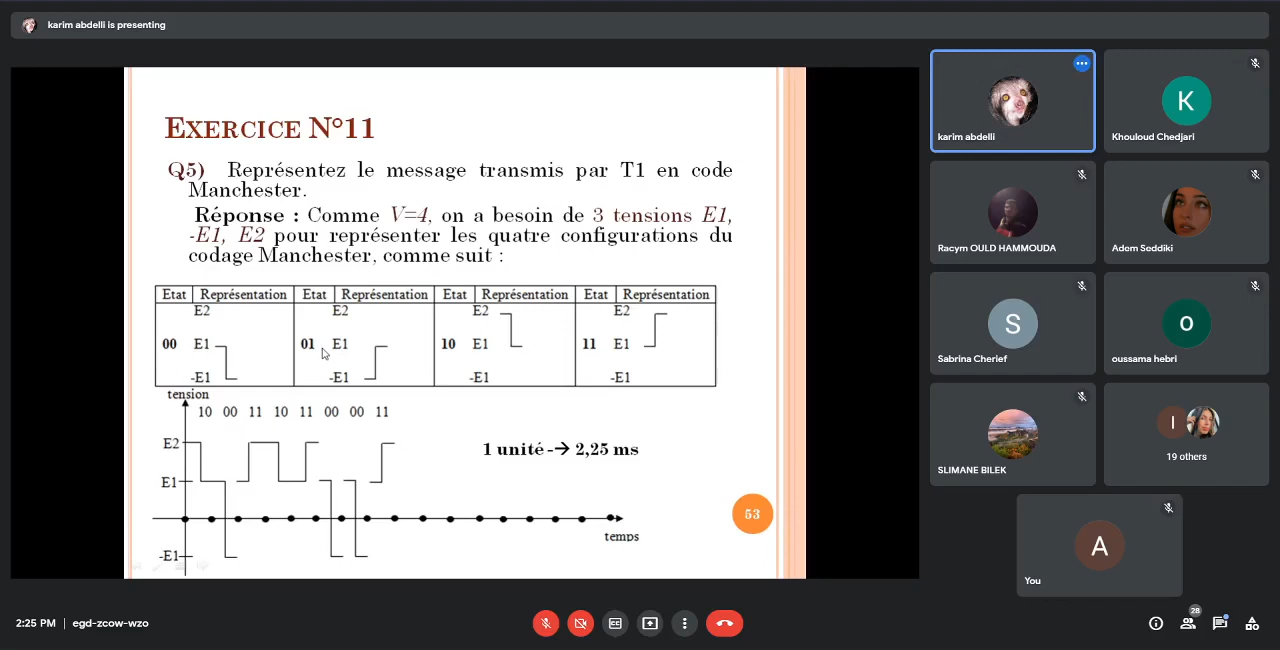 karim abdelli is presenting
EXERCICE N°11
Q5) Représentez le message transmis par T1 en code
Manchester.
Réponse : Comme V=4, on a besoin de 3 tensions E1,
-E1, E2 pour représenter les quatre configurations du
codage Manchester, comme suit :
Etat Représentation Etat Représentation Etat Représentation Etat Représentation
E2 E2 E2 E2
00 E1 01 E1 10 E1 11 E1
-E1 -E1 -E1 -E1
tension
10 00 11 10 11 00 00 11
E2
1 unité-→ 2,25 ms
E1
53
temps
-E1
karim abdelli
K
Khouloud Chedjari
Racym OULD HAMMOUDA
Adem Seddiki
S
Sabrina Cherief
o
oussama hebri
SLIMANE BILEK
I
19 others
A
You
2:25 PM | egd-zcow-wzo
28